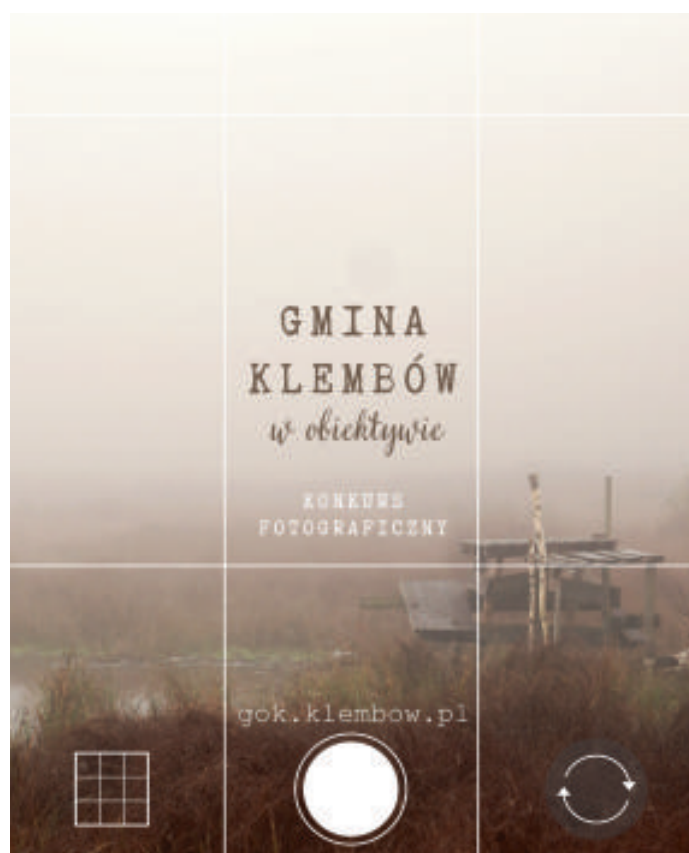 GMINA
KLEMBÓW
w obiektywie
KONKURS
FOTOGRAFICZNY
gok.klembow.pl